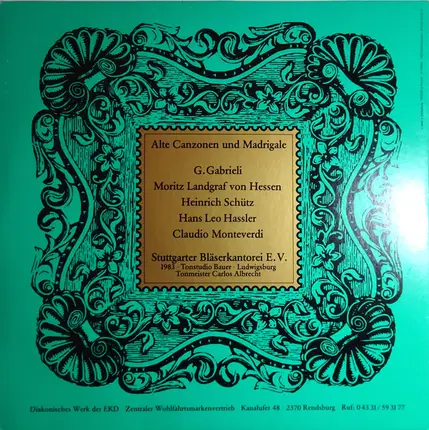 Alte Canzonen und Madrigale
G. Gabrieli
Moritz Landgraf von Hessen
Heinrich Schütz
Hans Leo Hassler
Claudio Monteverdi
Stuttgarter Bläserkantorei E. V.
1983 · Tonstudio Bauer · Ludwigsburg
Tonmeister Carlos Albrecht
Diakonisches Werk der EKD Zentraler Wohlfahrtsmarkenvertrieb Kanalufer 48 2370 Rendsburg Ruf: 0 43 31 / 59 31 77